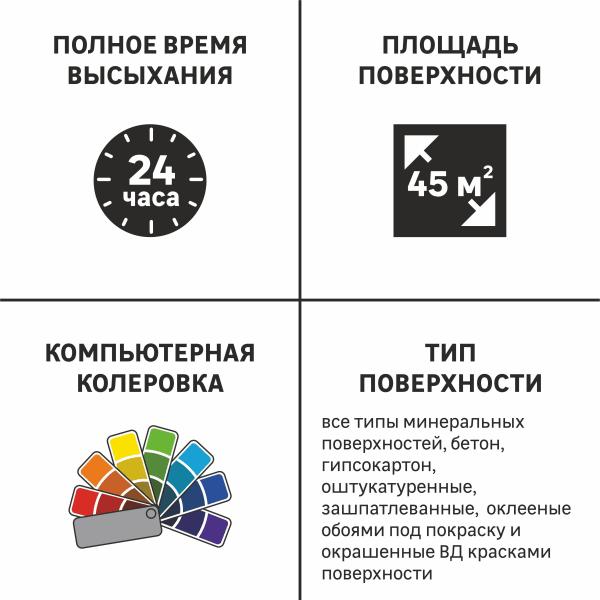 ПОЛНОЕ ВРЕМЯ
ВЫСЫХАНИЯ
24
часа
ПЛОЩАДЬ
ПОВЕРХНОСТИ
45 м²
КОМПЬЮТЕРНАЯ
КОЛЕРОВКА
ТИП
ПОВЕРХНОСТИ
все типы минеральных
поверхностей, бетон,
гипсокартон,
оштукатуренные,
зашпатлеванные, оклееные
обоями под покраску и
окрашенные ВД красками
поверхности